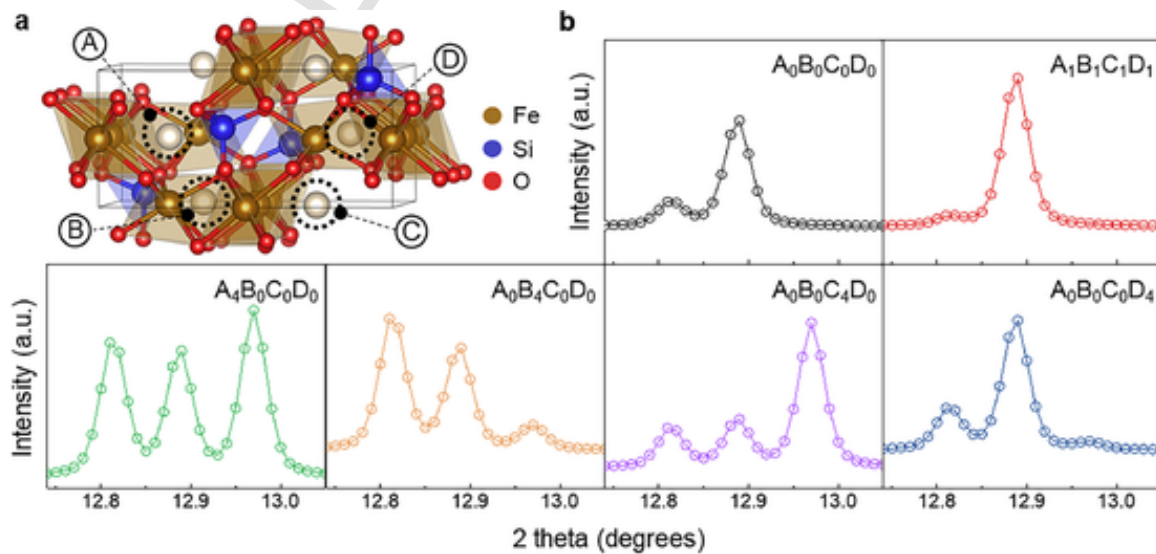 a
A
D
B
C
Fe
Si
O
b
Intensity (a.u.)
A₀B₀C₀D₀
A₁B₁C₁D₁
Intensity (a.u.)
A₄B₀C₀D₀
A₀B₄C₀D₀
A₀B₀C₄D₀
A₀B₀C₀D₄
12.8 12.9 13.0
12.8 12.9 13.0
12.8 12.9 13.0
12.8 12.9 13.0
2 theta (degrees)